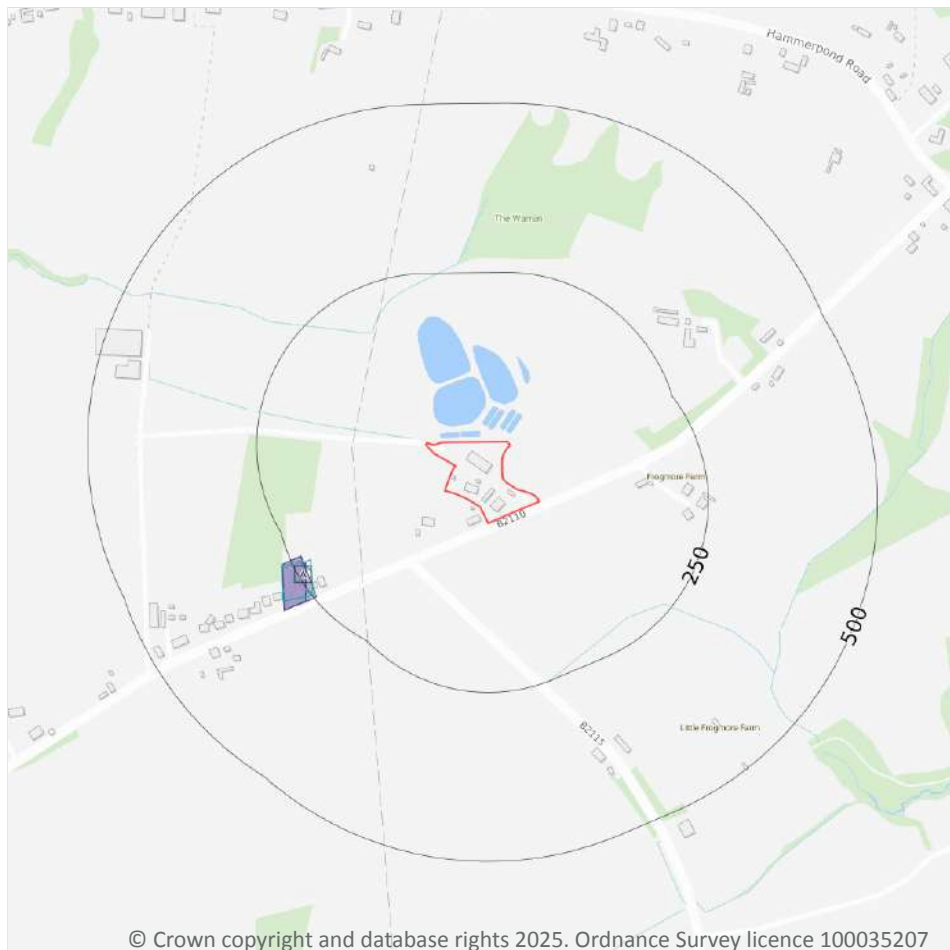 Hammerpond Road
The Warren
Frogmore Farm
B2110
250
500
B2115
Little Frogmore Farm
© Crown copyright and database rights 2025. Ordnance Survey licence 100035207